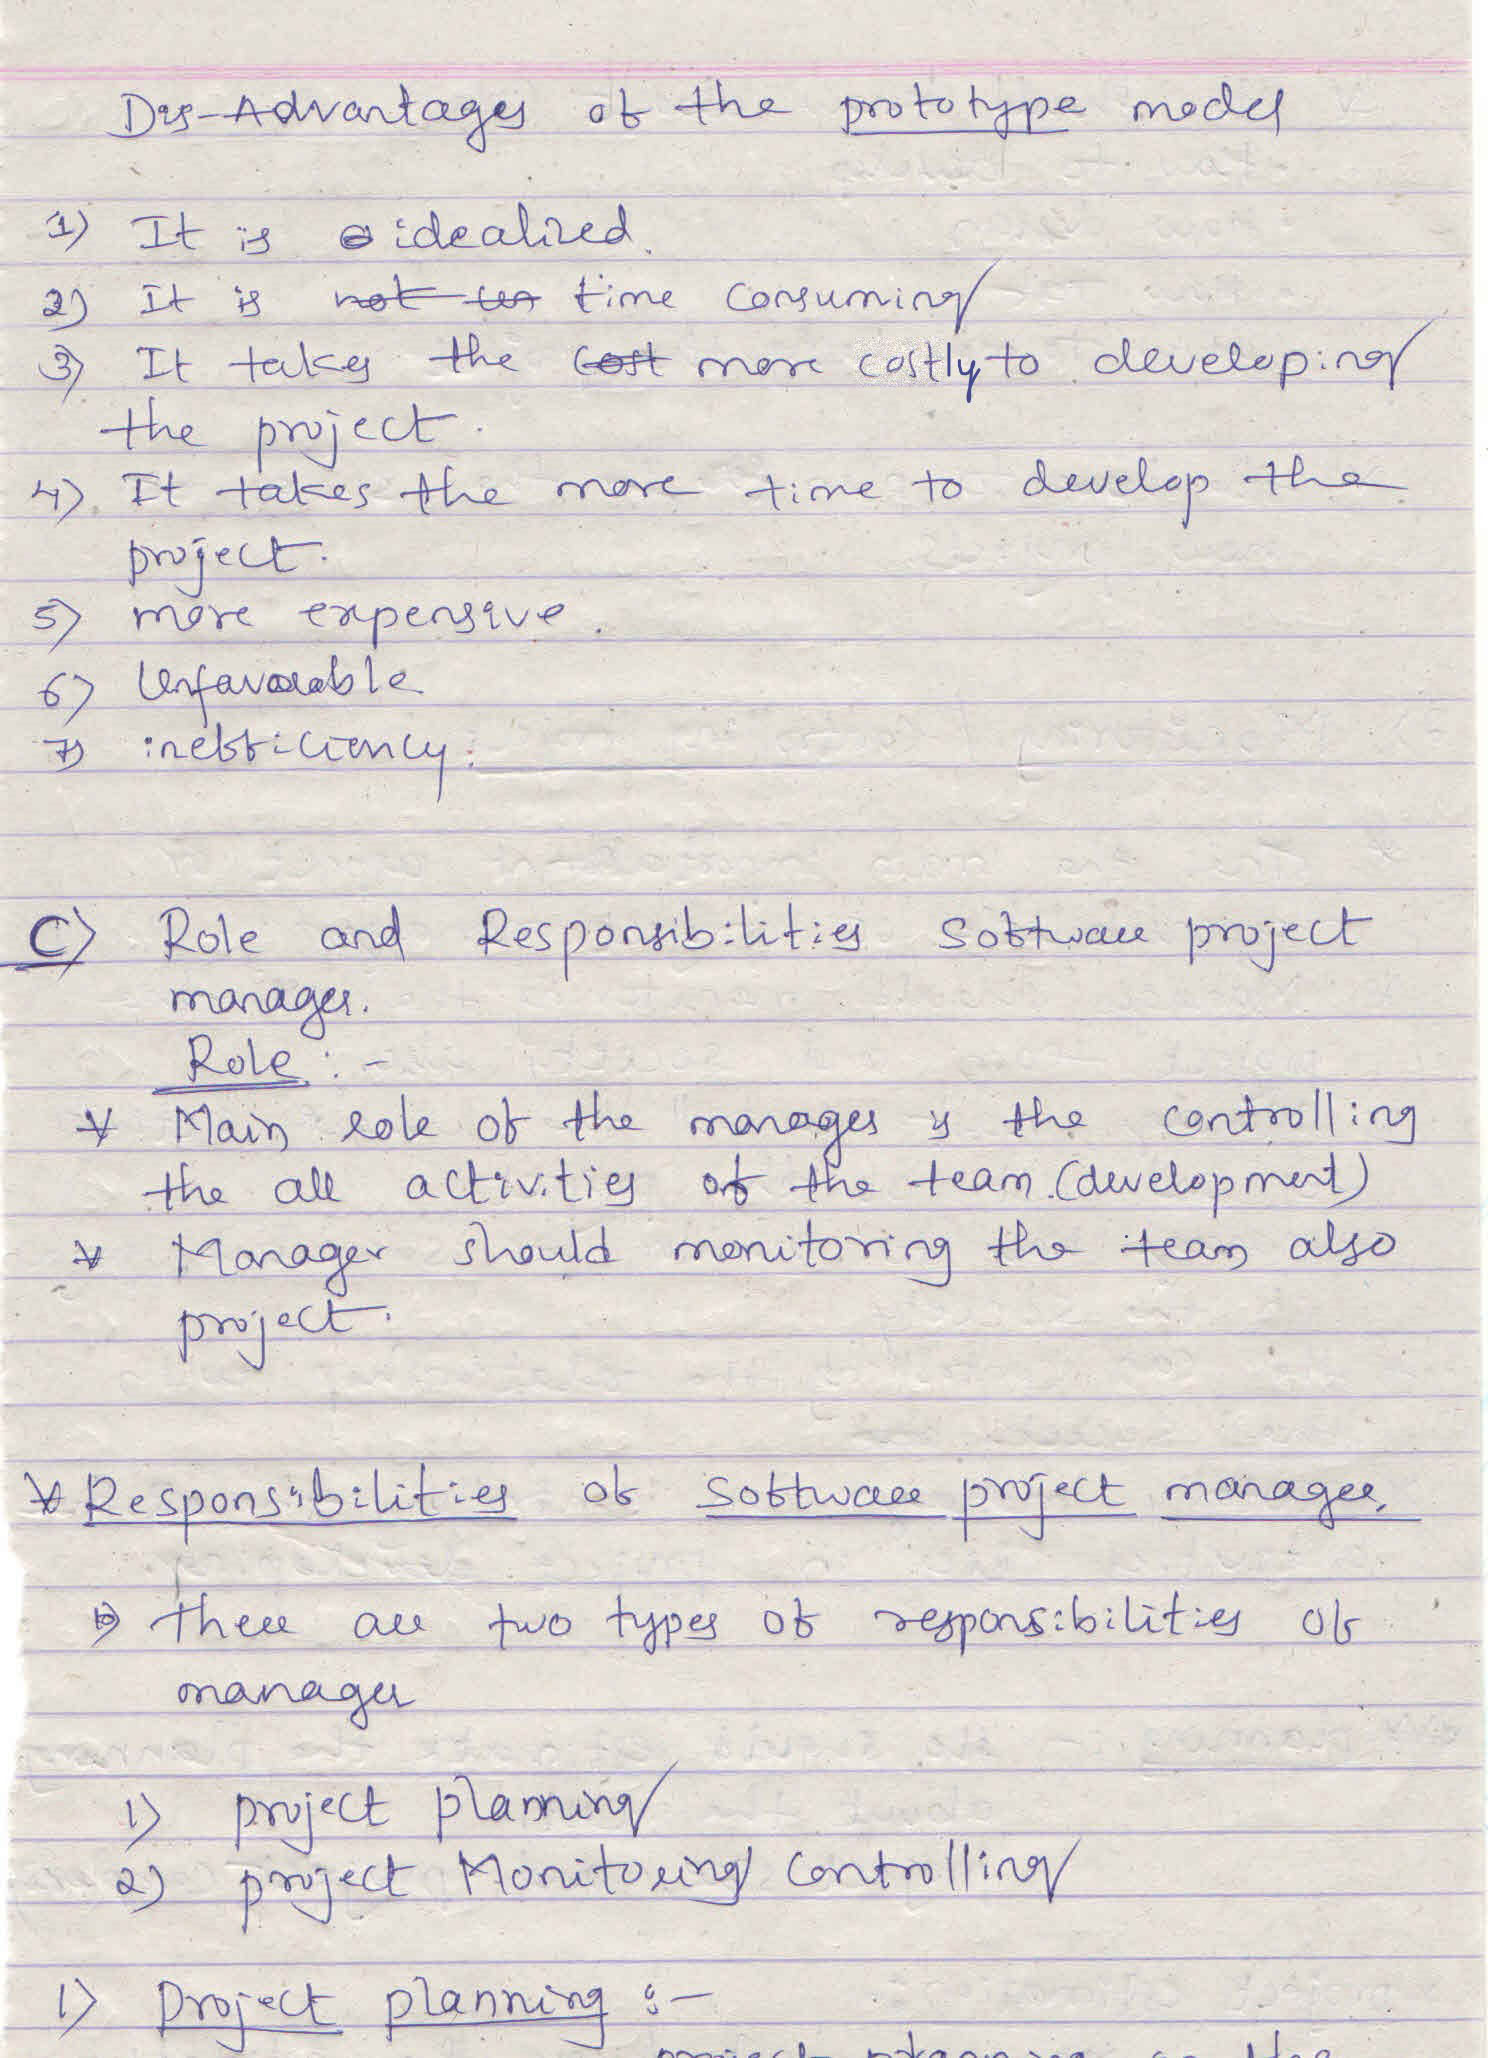 Dis-Advantages of the prototype model
1) It is idealized.
2) It is not time consuming
3) It takes the cost more costly to developing
the project.
4) It takes the more time to develop the
project.
5) more expensive.
6) Unfavourable
7) inefficiency.
C) Role and Responsibilities Software project
manager.
Role :-
* Main role of the manager is the controlling
the all activities of the team. (development)
* Manager should monitoring the team also
project.
* Responsibilities of Software project manager.
there are two types of responsibilities of
manager
1) project planning
2) project Monitoring controlling
1) Project planning :-
project planning is the